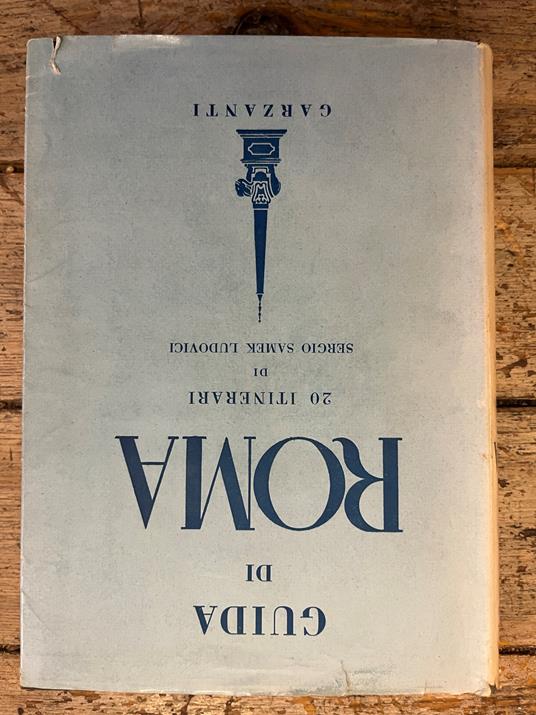 GUIDA
DI
ROMA
20 ITINERARI
DI
SERGIO SAMEK LUDOVICI
GARZANTI